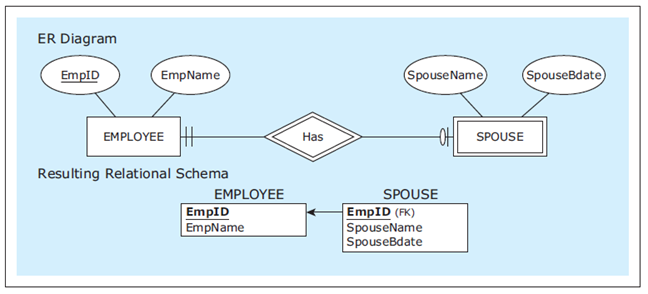 ER Diagram
EmpID
EmpName
SpouseName
SpouseBdate
EMPLOYEE
Has
SPOUSE
Resulting Relational Schema
EMPLOYEE
SPOUSE
EmpID
EmpName
EmpID (FK)
SpouseName
SpouseBdate